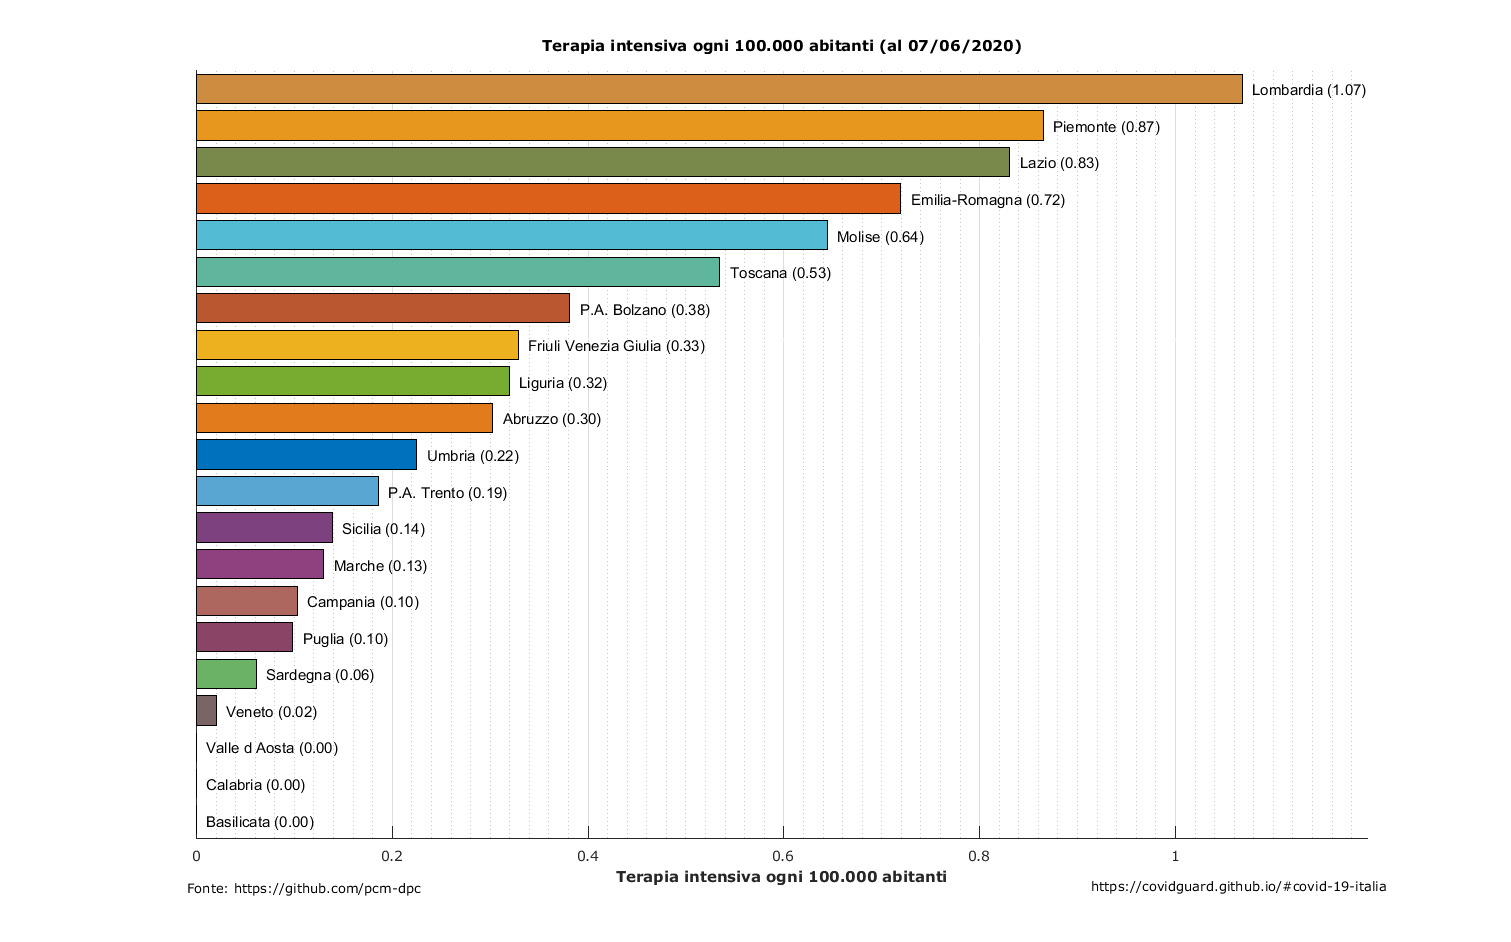 Terapia intensiva ogni 100.000 abitanti (al 07/06/2020)
Lombardia (1.07)
Piemonte (0.87)
Lazio (0.83)
Emilia-Romagna (0.72)
Molise (0.64)
Toscana (0.53)
P.A. Bolzano (0.38)
Friuli Venezia Giulia (0.33)
Liguria (0.32)
Abruzzo (0.30)
Umbria (0.22)
P.A. Trento (0.19)
Sicilia (0.14)
Marche (0.13)
Campania (0.10)
Puglia (0.10)
Sardegna (0.06)
Veneto (0.02)
Valle d Aosta (0.00)
Calabria (0.00)
Basilicata (0.00)
0 0.2 0.4 0.6 0.8 1
Terapia intensiva ogni 100.000 abitanti
Fonte: https://github.com/pcm-dpc
https://covidguard.github.io/#covid-19-italia